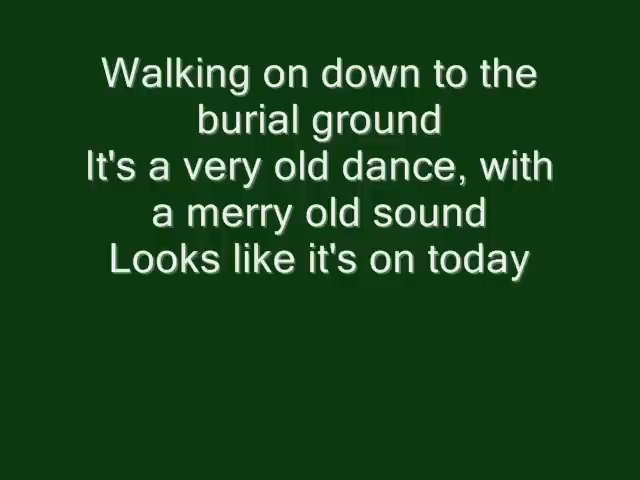 Walking on down to the
burial ground
It's a very old dance, with
a merry old sound
Looks like it's on today